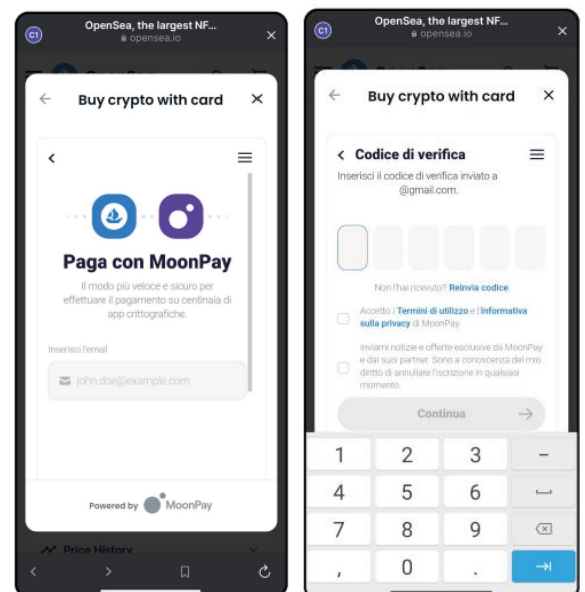 C1
OpenSea, the largest NF...
opensea.io
Buy crypto with card
Paga con MoonPay
Il modo più veloce e sicuro per
effettuare il pagamento su centinaia di
app crittografiche.
Inserisci l'email
john.doe@example.com
Powered by MoonPay
Price History
C1
OpenSea, the largest NF...
opensea.io
Buy crypto with card
Codice di verifica
Inserisci il codice di verifica inviato a
@gmail.com.
Non l'hai ricevuto? Reinvia codice
Accetto i Termini di utilizzo e l'Informativa
sulla privacy di MoonPay.
Inviami notizie e offerte esclusive da MoonPay
e dai suoi partner. Sono a conoscenza del mio
diritto di annullare l'iscrizione in qualsiasi
momento.
Continua
1 2 3 -
4 5 6
7 8 9
, 0 .